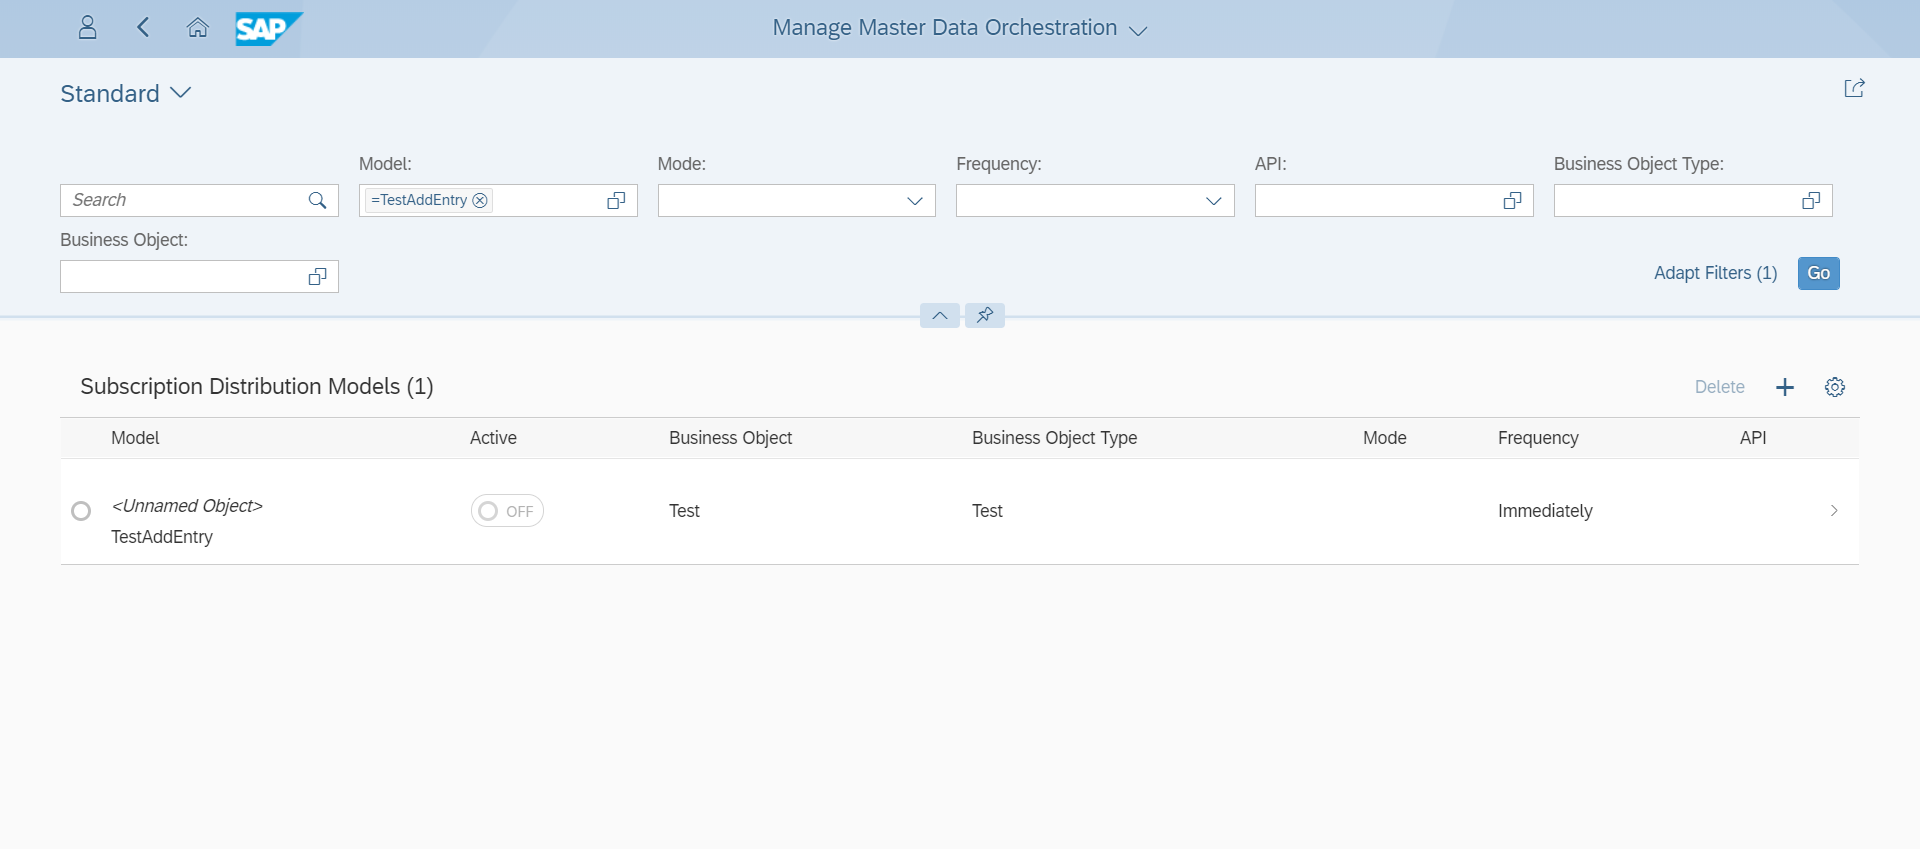 SAP
Manage Master Data Orchestration
Standard
Model:
Mode:
Frequency:
API:
Business Object Type:
Search
=TestAddEntry
Business Object:
Adapt Filters (1)
Go
Subscription Distribution Models (1)
Delete
Model
Active
Business Object
Business Object Type
Mode
Frequency
API
<Unnamed Object>
TestAddEntry
OFF
Test
Test
Immediately